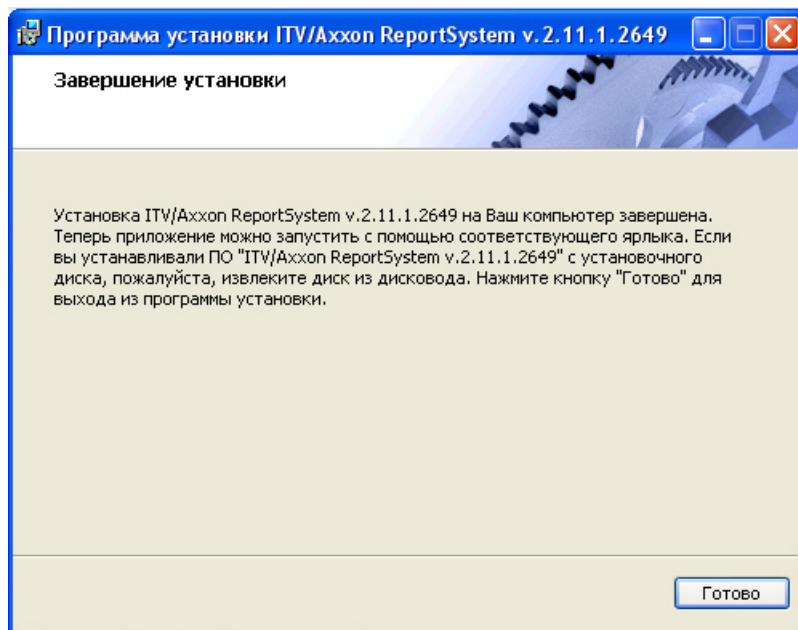 Программа установки ITV/Axxon ReportSystem v.2.11.1.2649
Завершение установки
Установка ITV/Axxon ReportSystem v.2.11.1.2649 на Ваш компьютер завершена.
Теперь приложение можно запустить с помощью соответствующего ярлыка. Если
вы устанавливали ПО "ITV/Axxon ReportSystem v.2.11.1.2649" с установочного
диска, пожалуйста, извлеките диск из дисковода. Нажмите кнопку "Готово" для
выхода из программы установки.
Готово